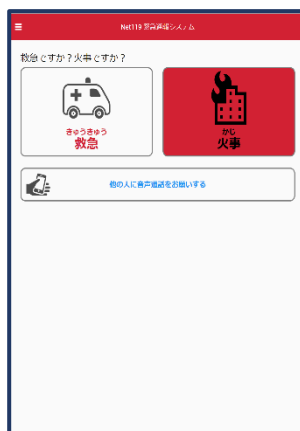 Net119 緊急通報システム
救急ですか?火事ですか?
きゅうきゅう
救急
かじ
火事
他の人に音声通話をお願いする